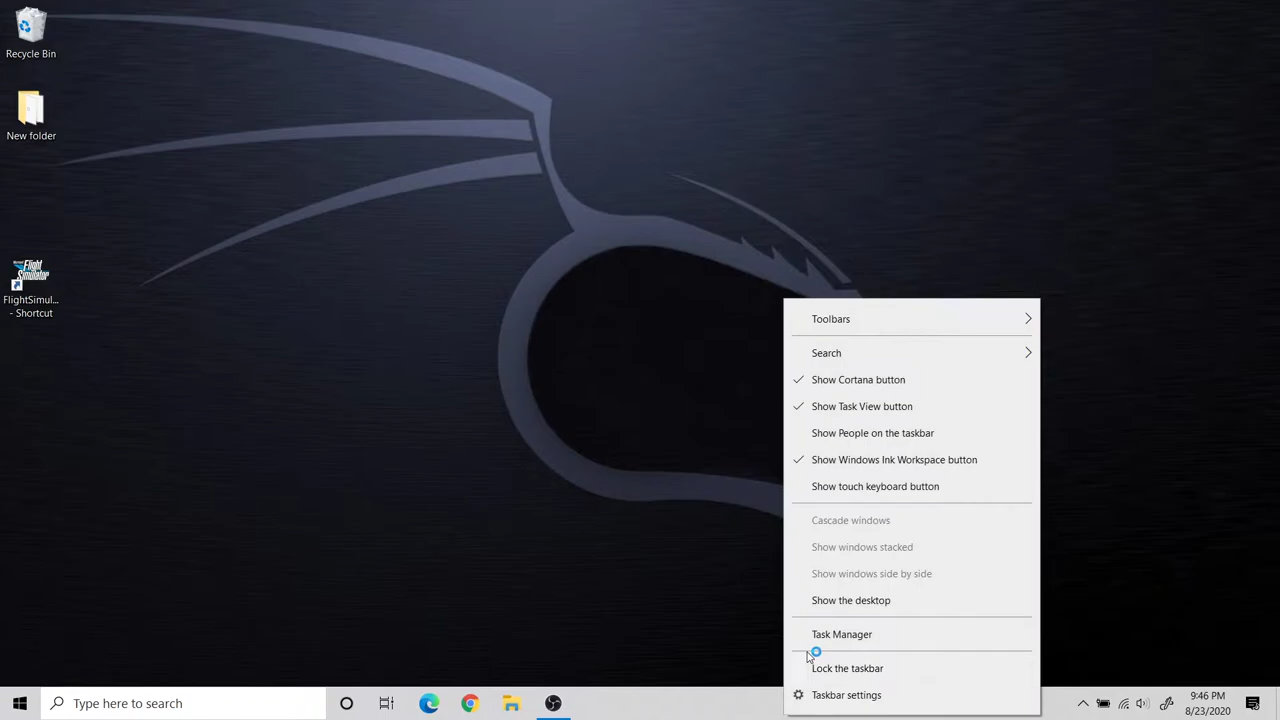 Recycle Bin
New folder
Flight
Simulator
FlightSimul...
- Shortcut
Toolbars
Search
Show Cortana button
Show Task View button
Show People on the taskbar
Show Windows Ink Workspace button
Show touch keyboard button
Cascade windows
Show windows stacked
Show windows side by side
Show the desktop
Task Manager
Lock the taskbar
Taskbar settings
Type here to search
9:46 PM
8/23/2020